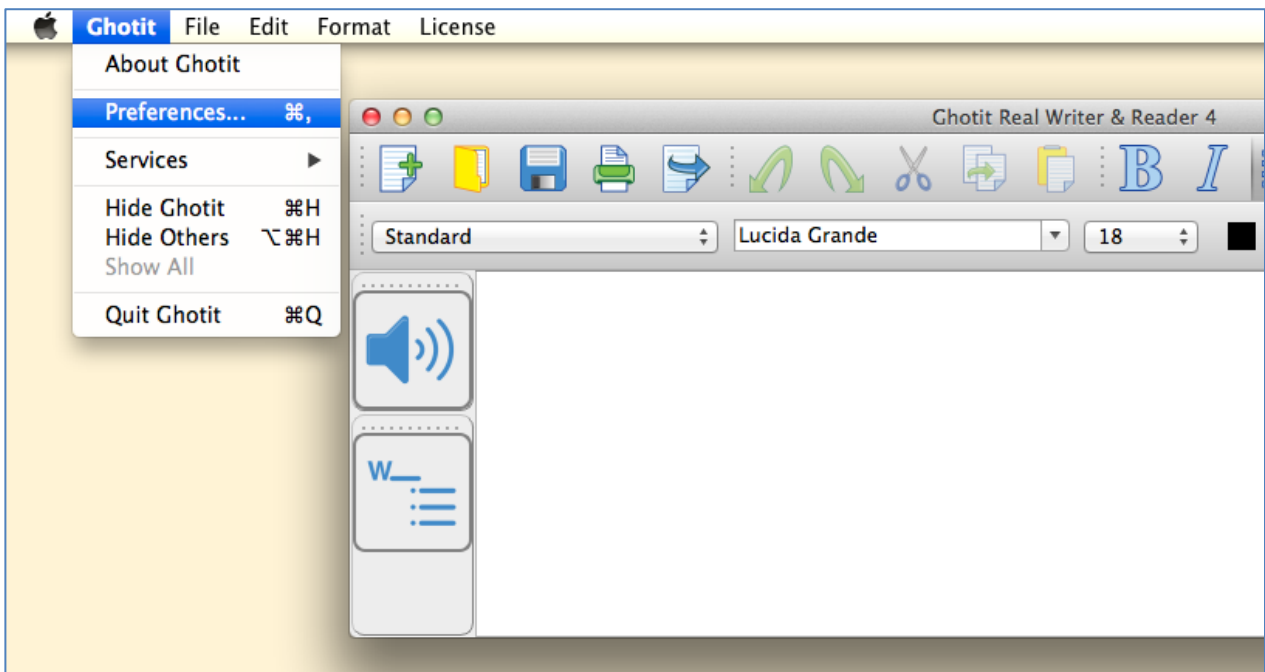 Ghotit File Edit Format License
About Ghotit
Preferences... ⌘,
Services ▶
Hide Ghotit ⌘H
Hide Others ⌥⌘H
Show All
Quit Ghotit ⌘Q
Ghotit Real Writer & Reader 4
B I
Standard Lucida Grande 18
W